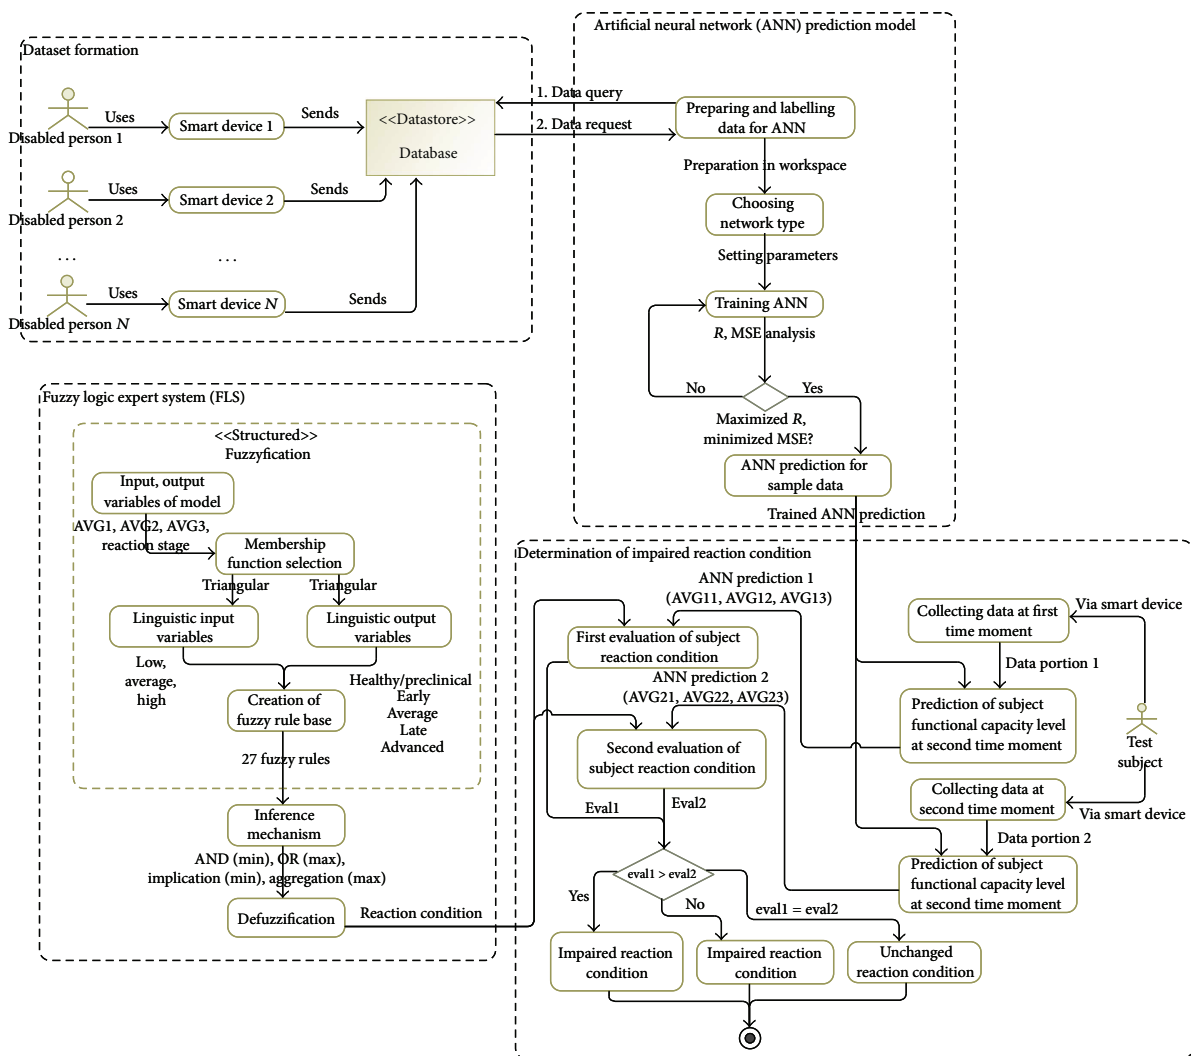 Dataset formation
Disabled person 1
Uses
Smart device 1
Sends
<<Datastore>>
Database
Disabled person 2
Uses
Smart device 2
Sends
...
...
Disabled person N
Uses
Smart device N
Sends
1. Data query
2. Data request
Artificial neural network (ANN) prediction model
Preparing and labelling
data for ANN
Preparation in workspace
Choosing
network type
Setting parameters
Training ANN
R, MSE analysis
No
Yes
Maximized R,
minimized MSE?
ANN prediction for
sample data
Trained ANN prediction
Fuzzy logic expert system (FLS)
<<Structured>>
Fuzzyfication
Input, output
variables of model
AVG1, AVG2, AVG3,
reaction stage
Membership
function selection
Triangular
Triangular
Linguistic input
variables
Linguistic output
variables
Low,
average,
high
Healthy/preclinical
Early
Average
Late
Advanced
Creation of
fuzzy rule base
27 fuzzy rules
Inference
mechanism
AND (min), OR (max),
implication (min), aggregation (max)
Defuzzification
Reaction condition
Determination of impaired reaction condition
ANN prediction 1
(AVG11, AVG12, AVG13)
First evaluation of subject
reaction condition
ANN prediction 2
(AVG21, AVG22, AVG23)
Second evaluation of
subject reaction condition
Eval1
Eval2
eval1 > eval2
Yes
No
eval1 = eval2
Impaired reaction
condition
Impaired reaction
condition
Unchanged
reaction condition
Collecting data at first
time moment
Via smart device
Data portion 1
Prediction of subject
functional capacity level
at second time moment
Test
subject
Collecting data at
second time moment
Via smart device
Data portion 2
Prediction of subject
functional capacity level
at second time moment